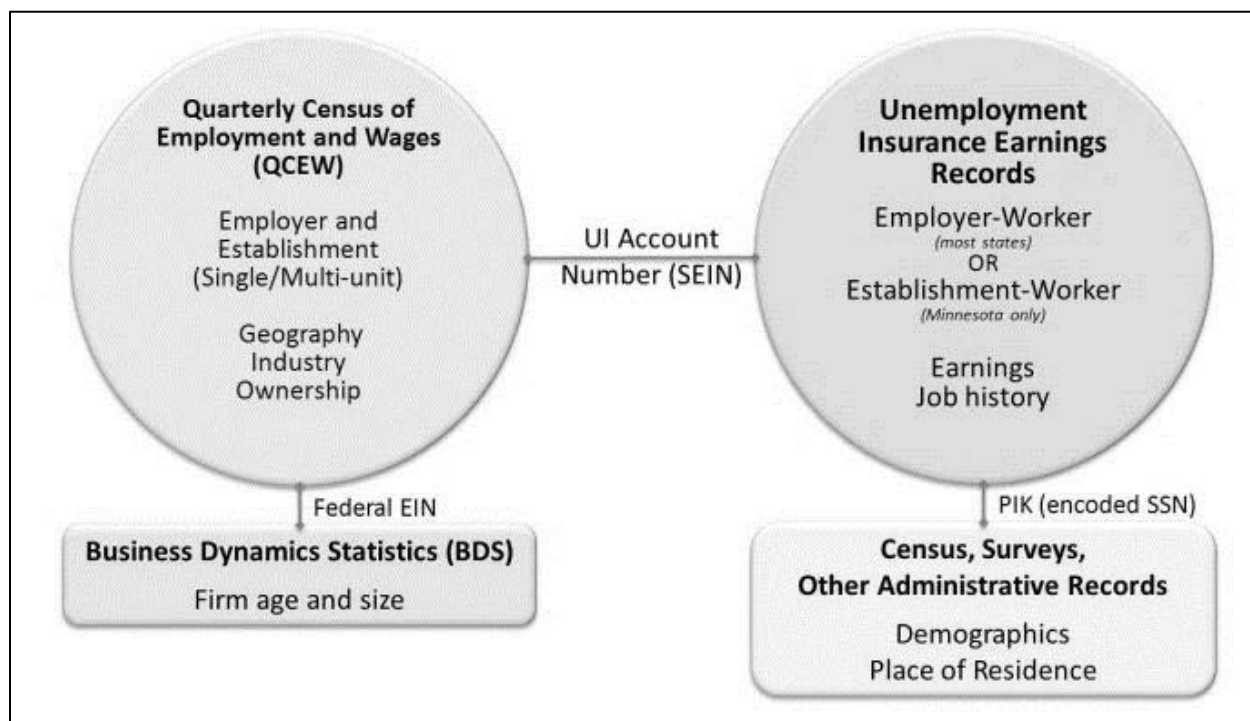 Quarterly Census of
Employment and Wages
(QCEW)
Employer and
Establishment
(Single/Multi-unit)
Geography
Industry
Ownership
UI Account
Number (SEIN)
Unemployment
Insurance Earnings
Records
Employer-Worker
(most states)
OR
Establishment-Worker
(Minnesota only)
Earnings
Job history
Federal EIN
Business Dynamics Statistics (BDS)
Firm age and size
PIK (encoded SSN)
Census, Surveys,
Other Administrative Records
Demographics
Place of Residence